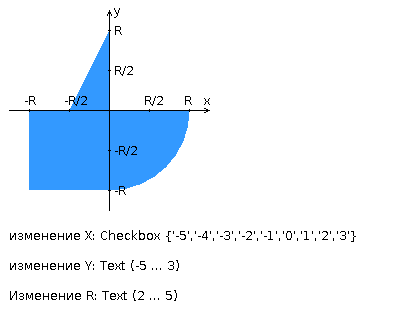 y
R
R/2
-R -R/2 R/2 R x
-R/2
-R
изменение X: Checkbox {'-5','-4','-3','-2','-1','0','1','2','3'}
изменение Y: Text (-5 ... 3)
Изменение R: Text (2 ... 5)